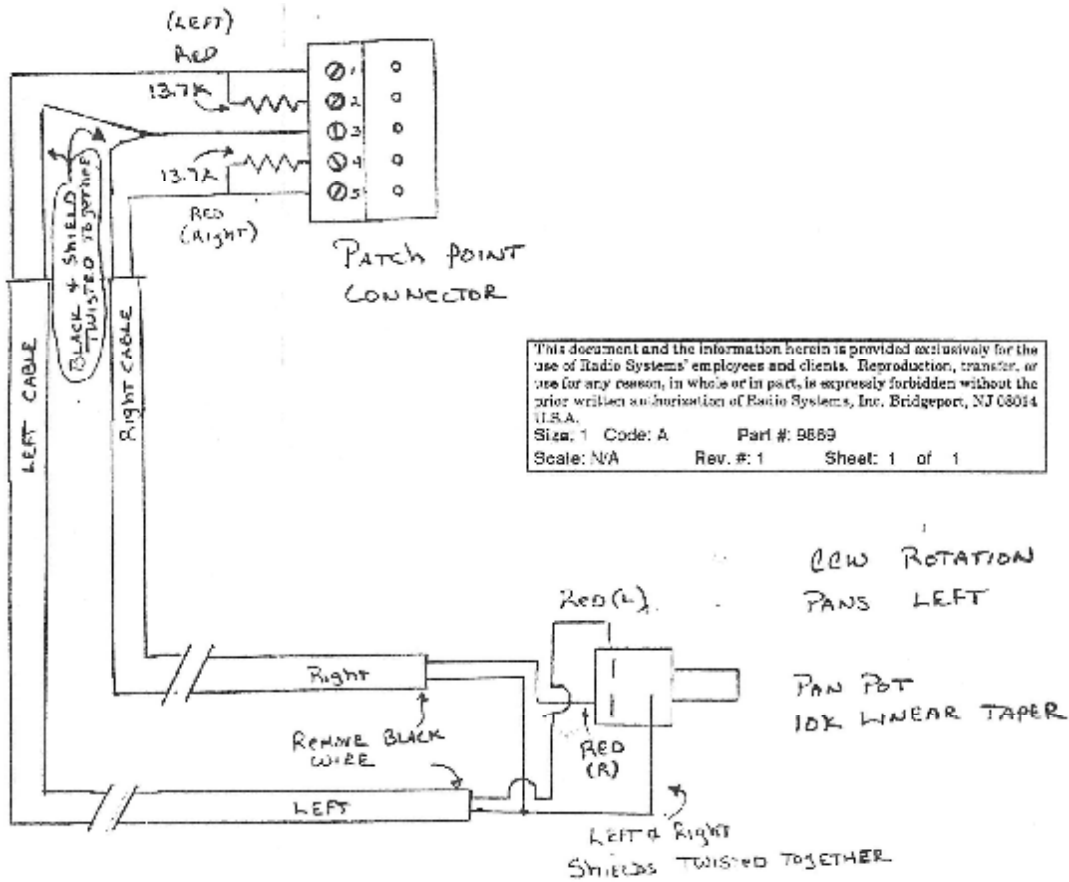 (LEFT)
RED
13.7K
1
2
3
4
5
13.7K
RED
(Right)
PATCH POINT
CONNECTOR
BLACK & SHIELD
TWISTED TOGETHER
LEFT CABLE
RIGHT CABLE
This document and the information herein is provided exclusively for the
use of Radio Systems' employees and clients. Reproduction, transfer, or
use for any reason, in whole or in part, is expressly forbidden without the
prior written authorization of Radio Systems, Inc. Bridgeport, NJ 08014
U.S.A.
Size: 1 Code: A Part #: 9869
Scale: N/A Rev. #: 1 Sheet: 1 of 1
CCW ROTATION
PANS LEFT
RED (L)
Right
PAN POT
10K LINEAR TAPER
REMOVE BLACK
WIRE
RED
(R)
LEFT
LEFT & Right
SHIELDS TWISTED TOGETHER